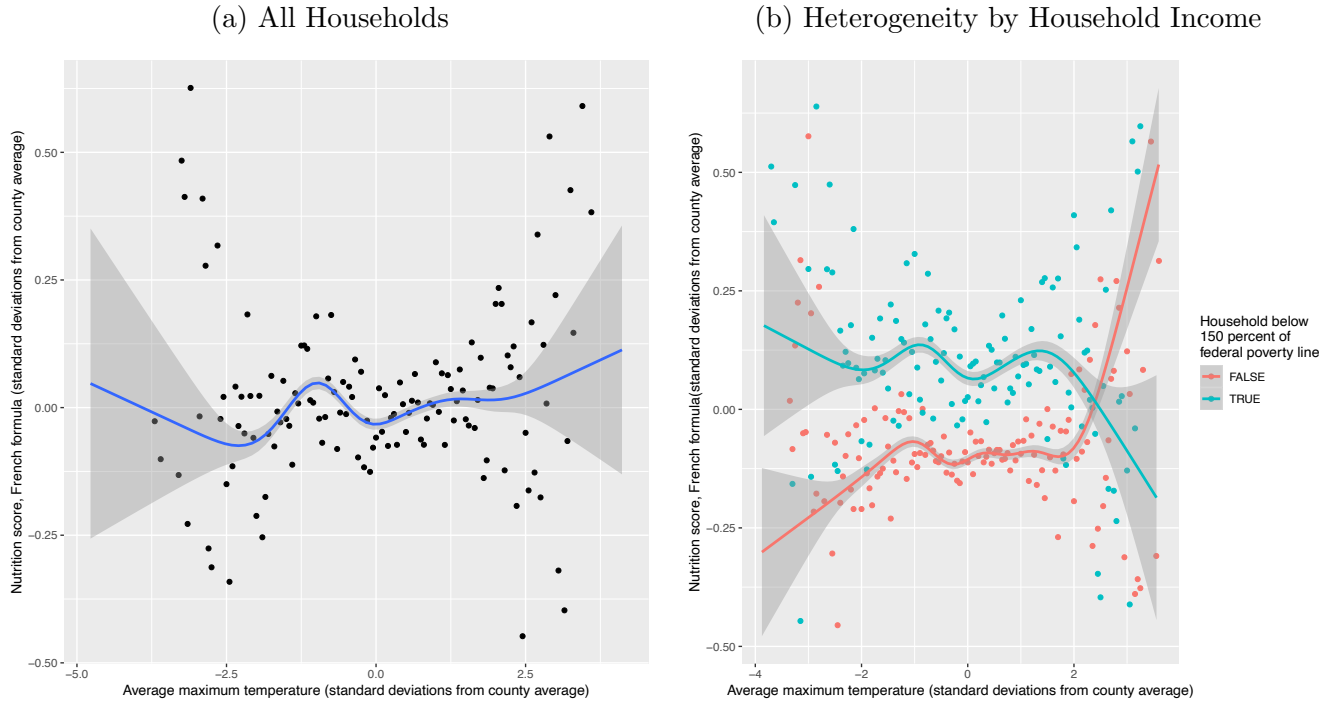 (a) All Households
(b) Heterogeneity by Household Income
Nutrition score, French formula (standard deviations from county average)
0.50
0.25
0.00
−0.25
−0.50
−5.0
−2.5
0.0
2.5
Average maximum temperature (standard deviations from county average)
Nutrition score, French formula(standard deviations from county average)
0.50
0.25
0.00
−0.25
−0.50
−4
−2
0
2
Average maximum temperature (standard deviations from county average)
Household below
150 percent of
federal poverty line
FALSE
TRUE